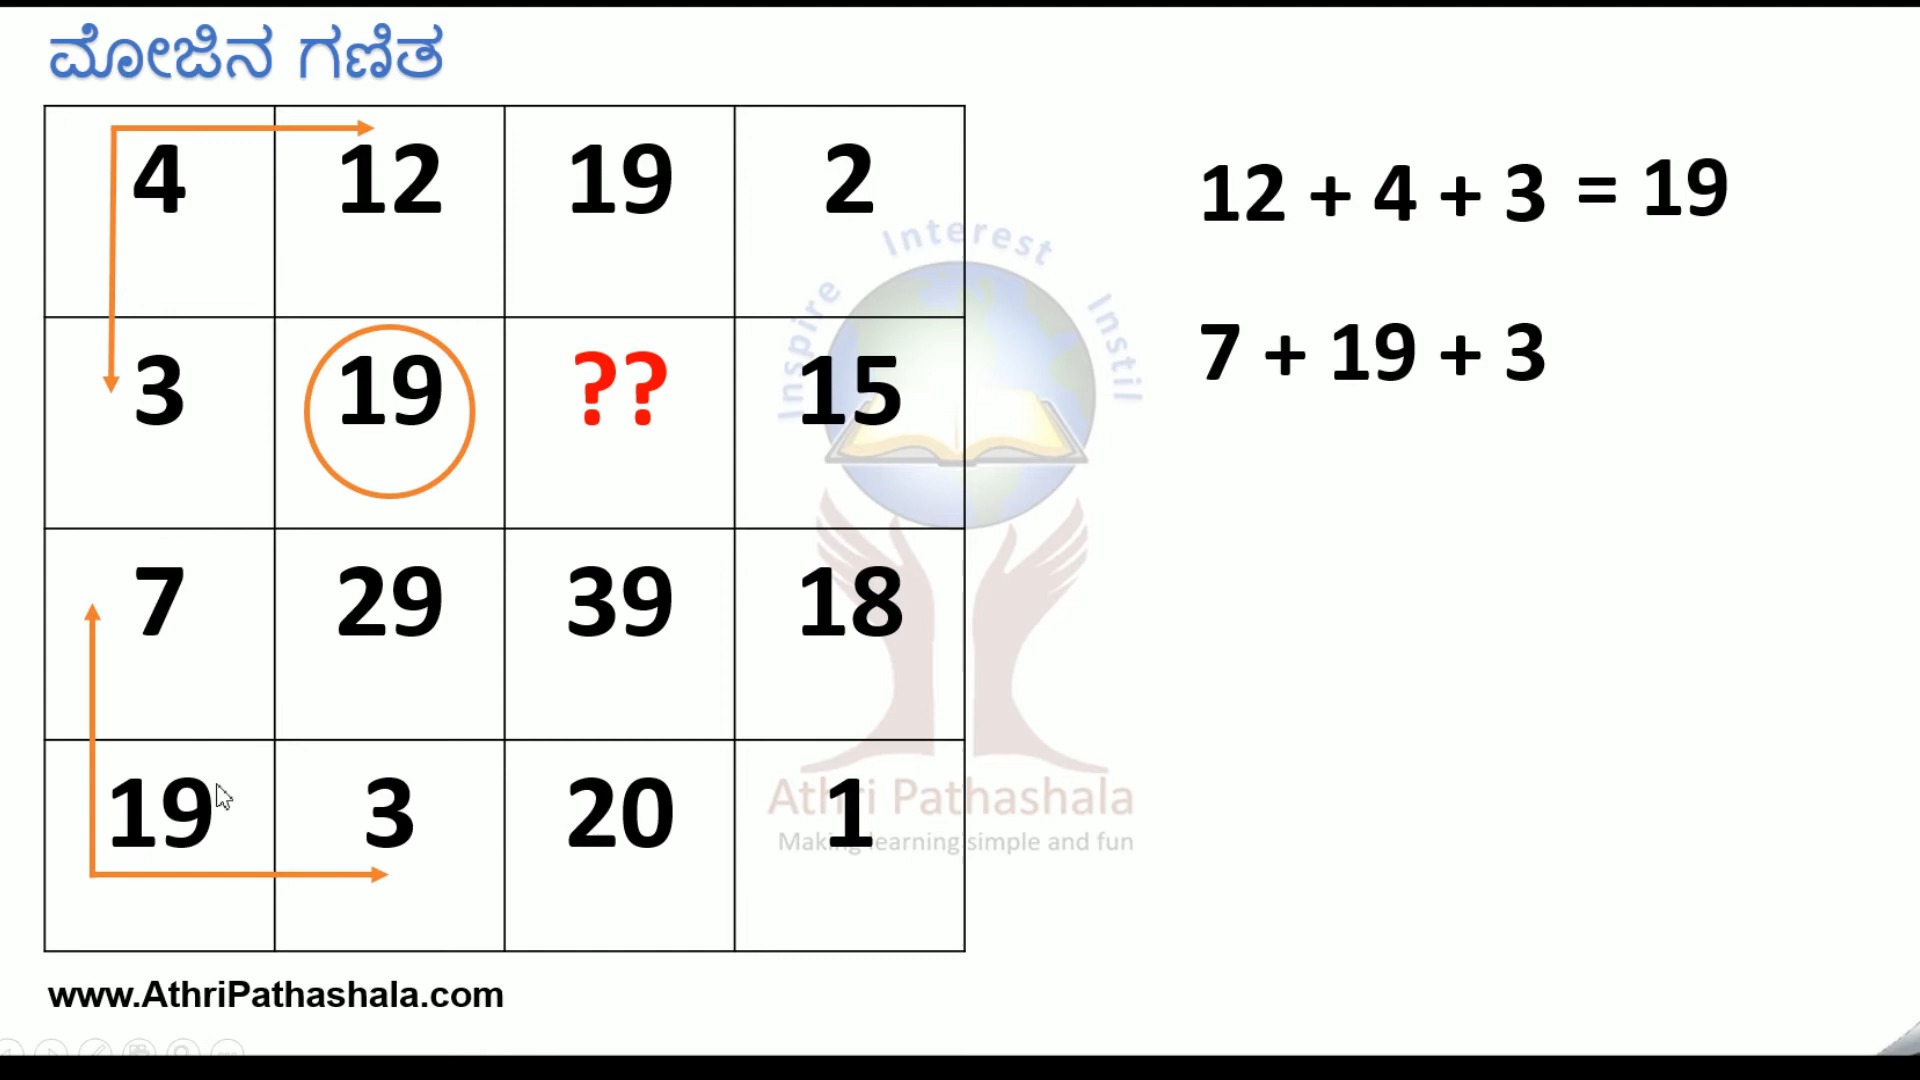 ಮೋಜಿನ ಗಣಿತ
4 12 19 2
3 19 ?? 15
7 29 39 18
19 3 20 1
12 + 4 + 3 = 19
7 + 19 + 3
Inspire Interest Instil
Athri Pathashala
Making learning simple and fun
www.AthriPathashala.com